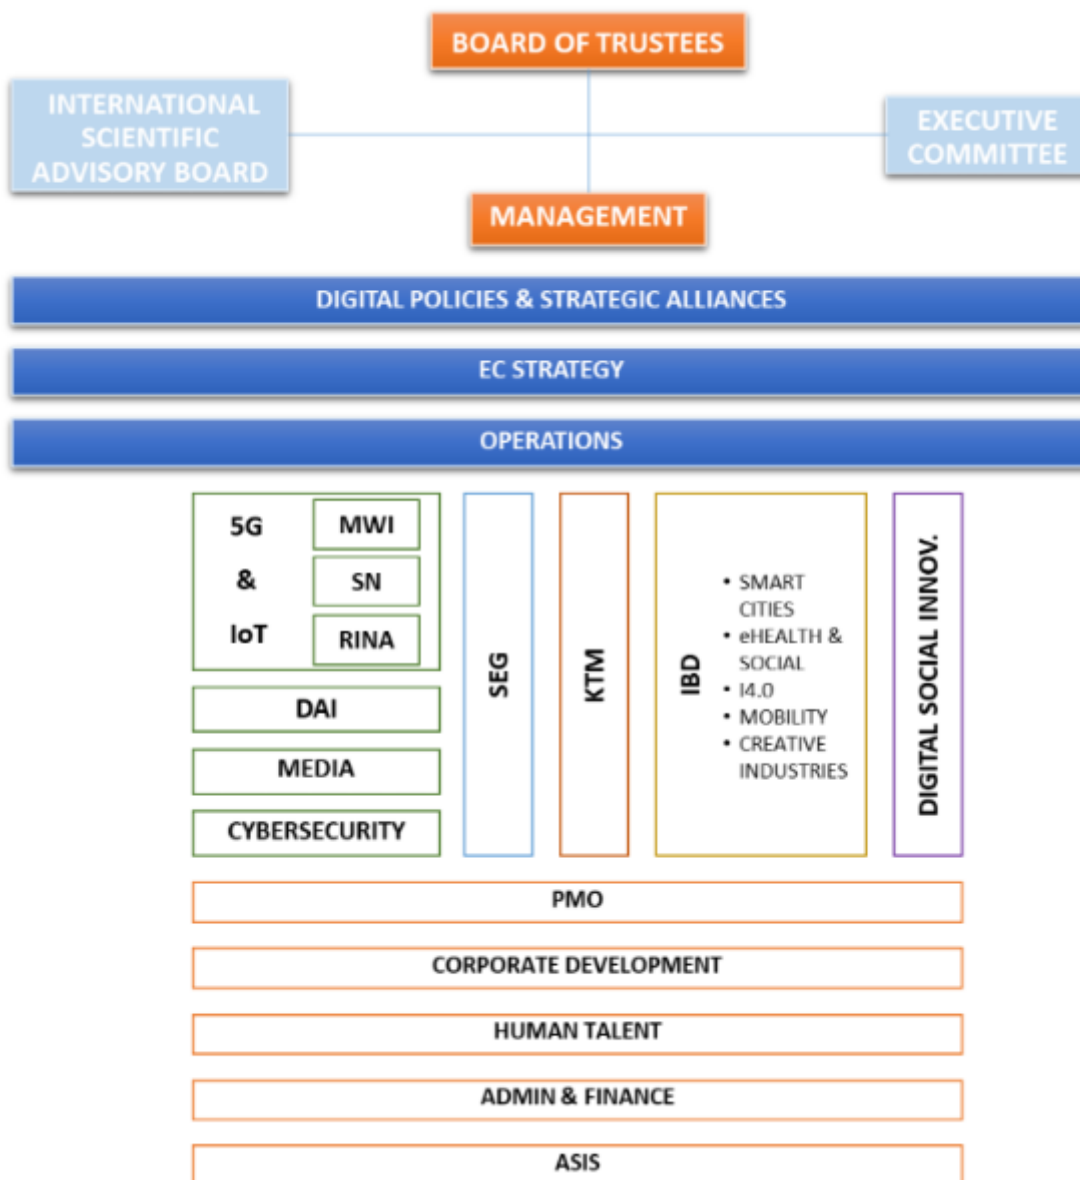 BOARD OF TRUSTEES
INTERNATIONAL
SCIENTIFIC
ADVISORY BOARD
EXECUTIVE
COMMITTEE
MANAGEMENT
DIGITAL POLICIES & STRATEGIC ALLIANCES
EC STRATEGY
OPERATIONS
5G
&
IoT
MWI
SN
RINA
DAI
MEDIA
CYBERSECURITY
SEG
KTM
IBD
• SMART
CITIES
• eHEALTH &
SOCIAL
• I4.0
• MOBILITY
• CREATIVE
INDUSTRIES
DIGITAL SOCIAL INNOV.
PMO
CORPORATE DEVELOPMENT
HUMAN TALENT
ADMIN & FINANCE
ASIS